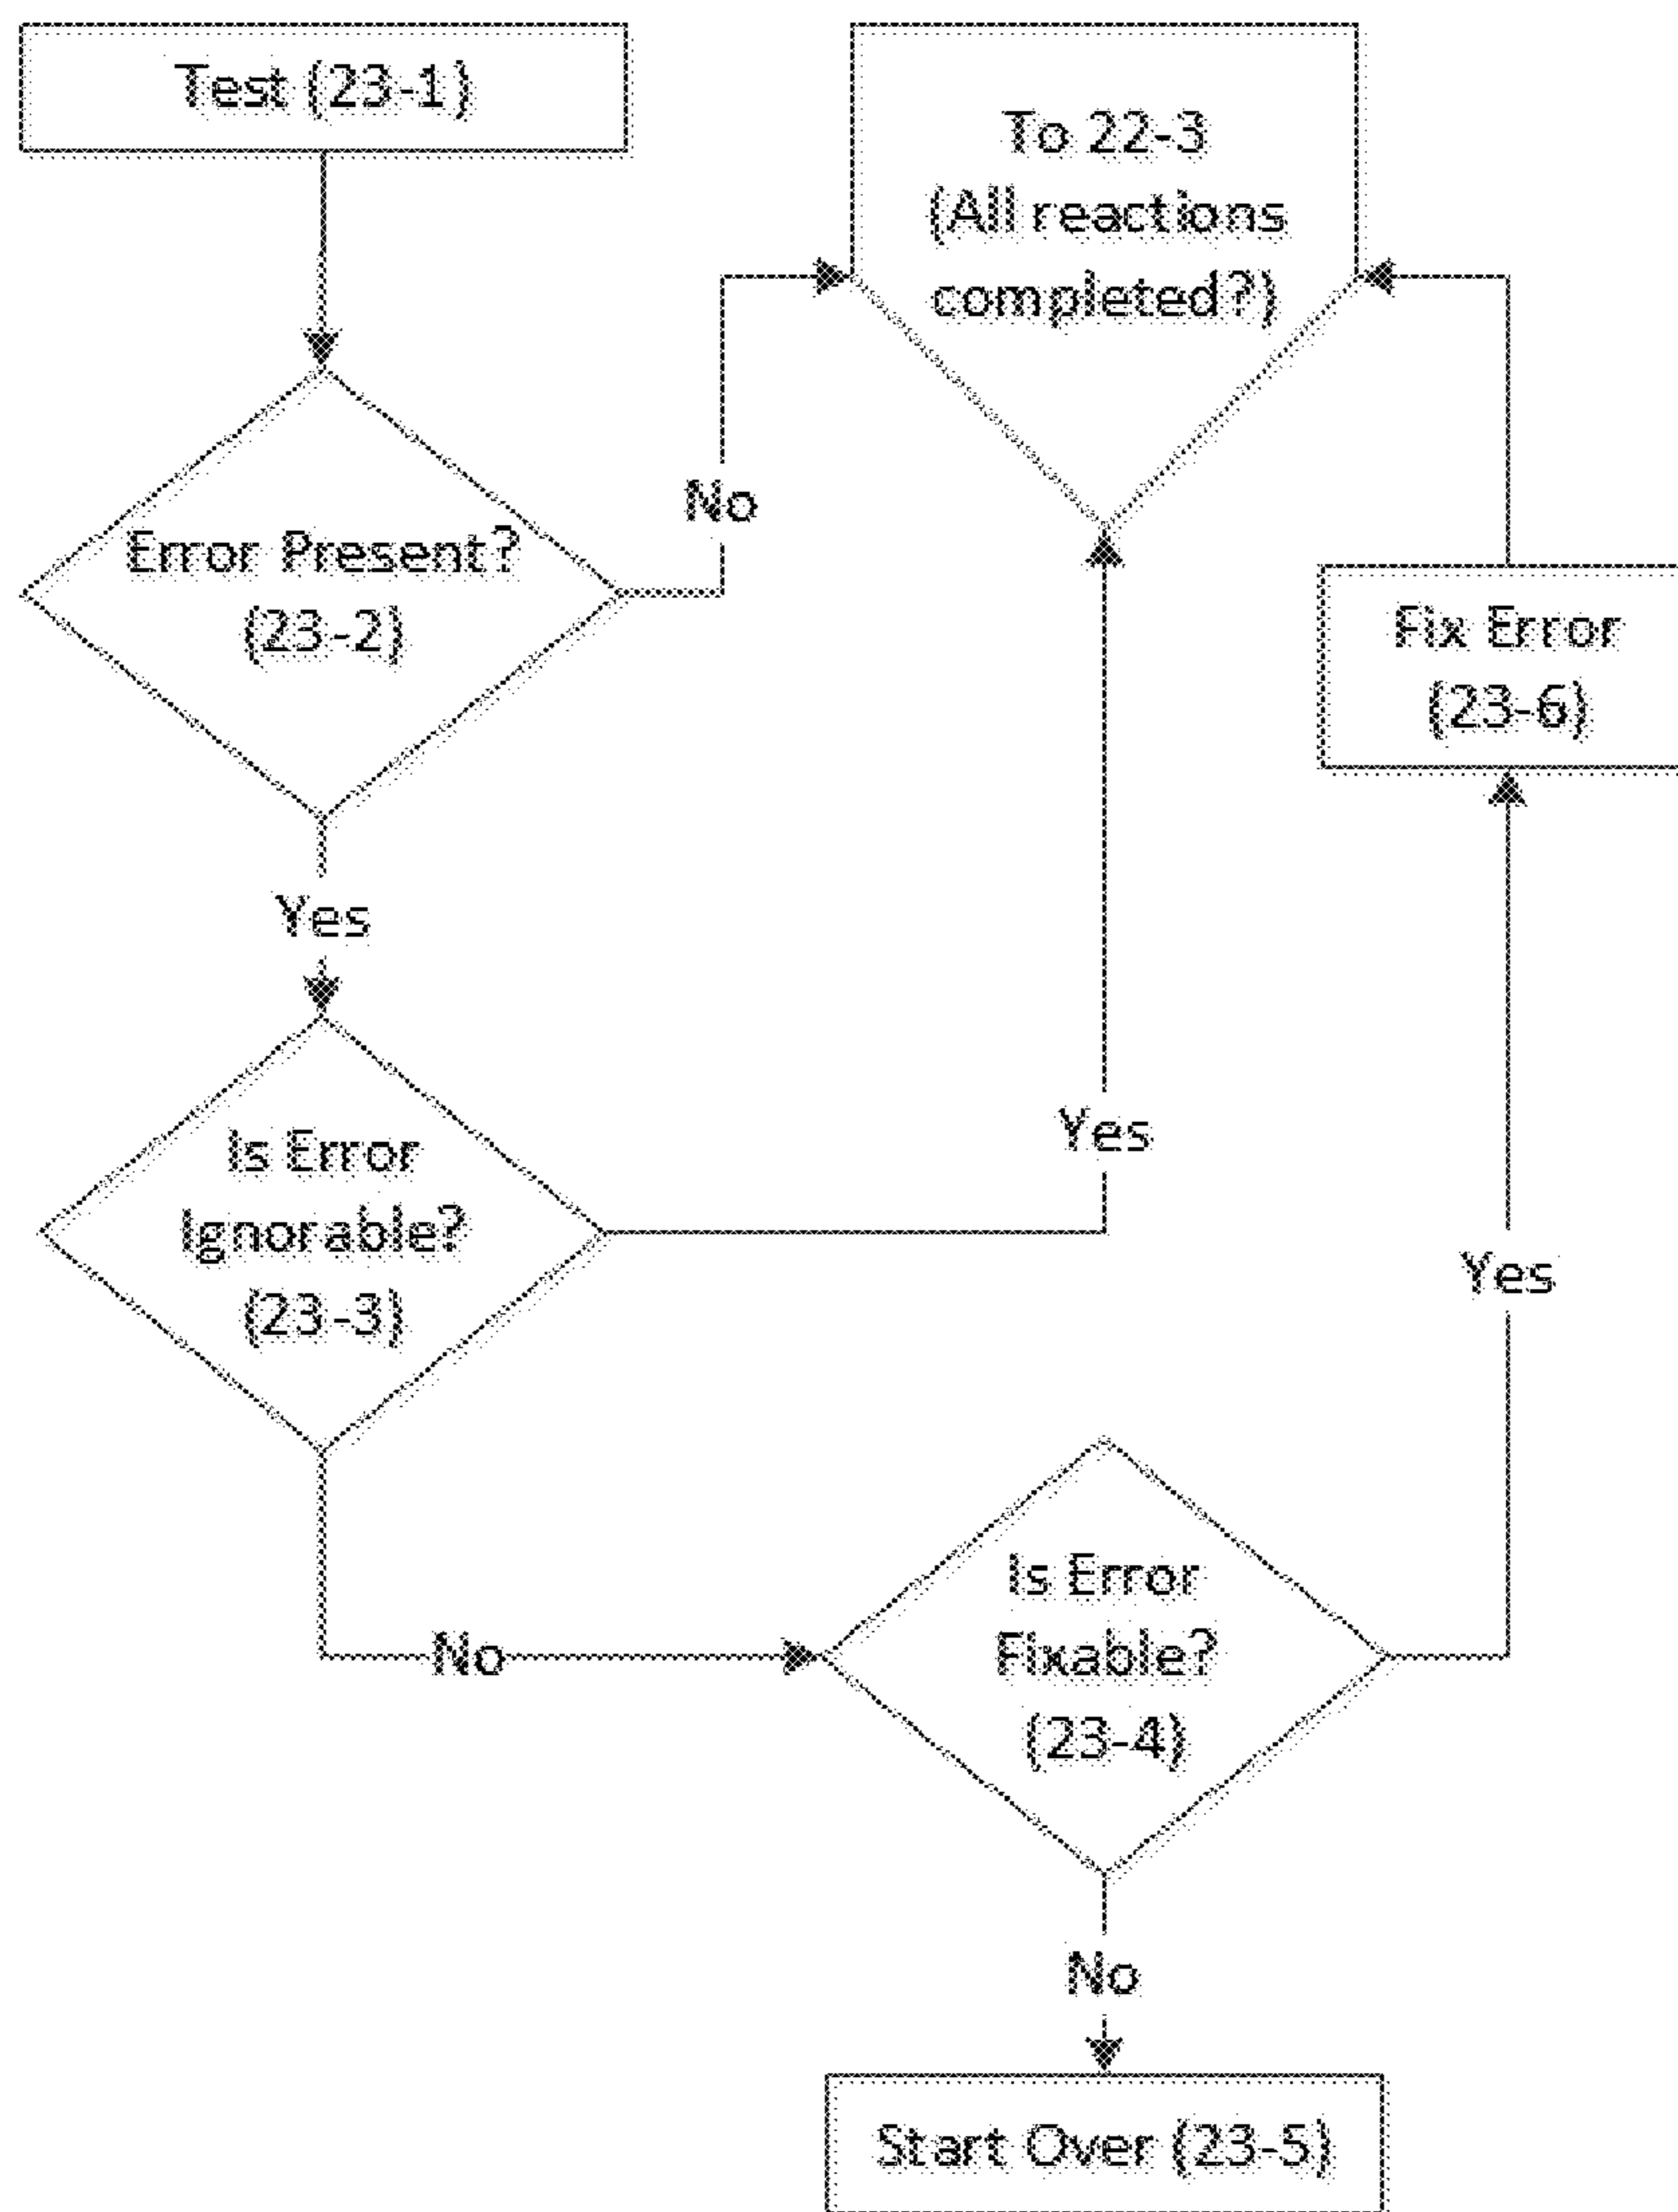 Test (23-1)
To 22-3
(All reactions
completed?)
No
Error Present?
(23-2)
Fix Error
(23-6)
Yes
Is Error
Ignorable?
(23-3)
Yes
Yes
No
Is Error
Fixable?
(23-4)
No
Start Over (23-5)